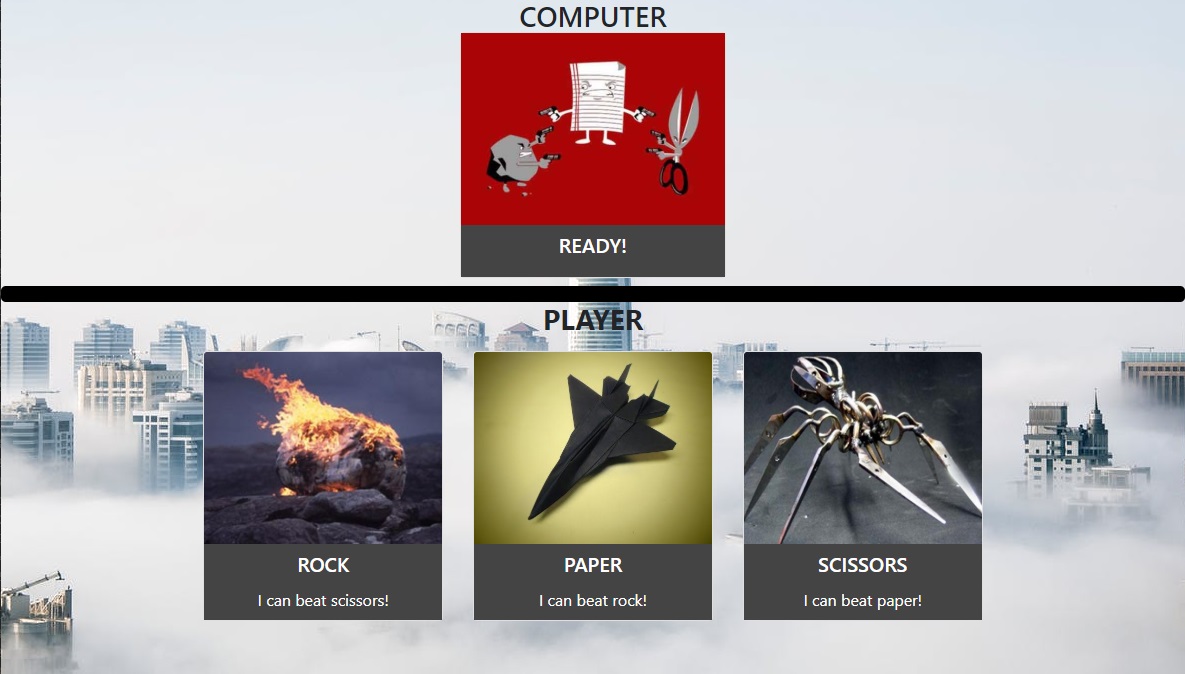 COMPUTER
READY!
PLAYER
ROCK
PAPER
SCISSORS
I can beat scissors!
I can beat rock!
I can beat paper!